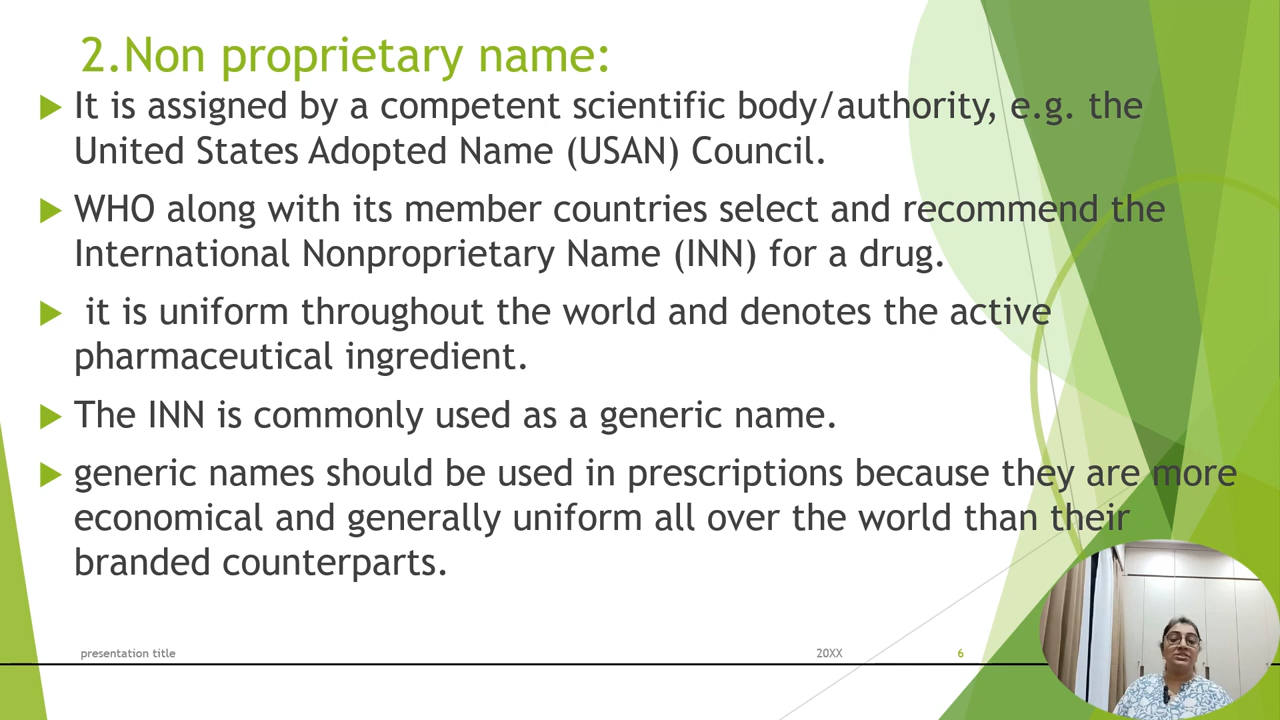 2.Non proprietary name:
It is assigned by a competent scientific body/authority, e.g. the
United States Adopted Name (USAN) Council.
WHO along with its member countries select and recommend the
International Nonproprietary Name (INN) for a drug.
it is uniform throughout the world and denotes the active
pharmaceutical ingredient.
The INN is commonly used as a generic name.
generic names should be used in prescriptions because they are more
economical and generally uniform all over the world than their
branded counterparts.
presentation title
20XX
6